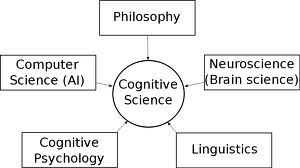 Philosophy
Computer
Science (AI)
Neuroscience
(Brain science)
Cognitive
Science
Cognitive
Psychology
Linguistics